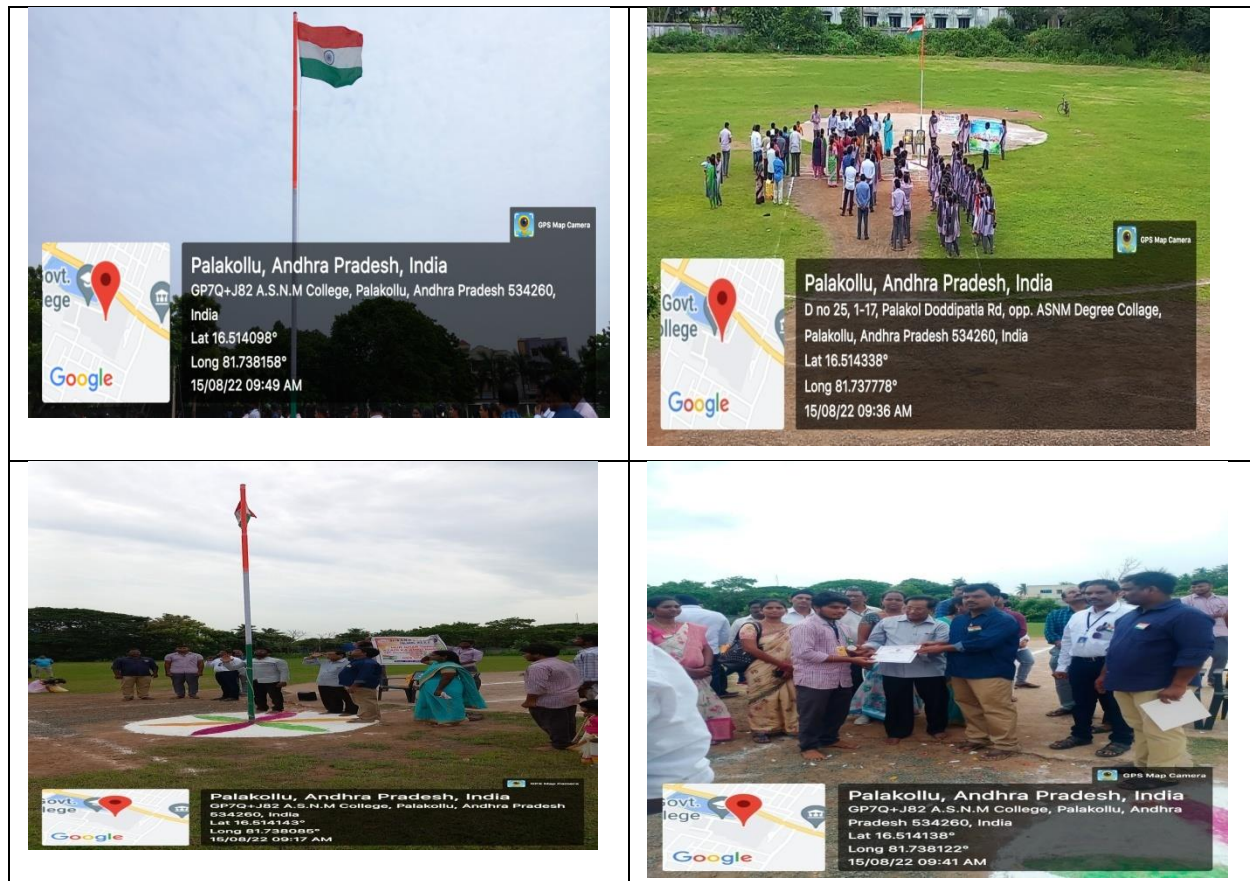 GPS Map Camera
Govt.
ege
Google
Palakollu, Andhra Pradesh, India
GP7Q+J82 A.S.N.M College, Palakollu, Andhra Pradesh 534260,
India
Lat 16.514098°
Long 81.738158°
15/08/22 09:49 AM
GPS Map Camera
Govt.
llege
Google
Palakollu, Andhra Pradesh, India
D no 25, 1-17, Palakol Doddipatla Rd, opp. ASNM Degree Collage,
Palakollu, Andhra Pradesh 534260, India
Lat 16.514338°
Long 81.737778°
15/08/22 09:36 AM
GPS Map Camera
Govt.
lege
Google
Palakollu, Andhra Pradesh, India
GP7Q+J82 A.S.N.M College, Palakollu, Andhra Pradesh
534260, India
Lat 16.514143°
Long 81.738085°
15/08/22 09:17 AM
GPS Map Camera
Govt.
lege
Google
Palakollu, Andhra Pradesh, India
GP7Q+J82 A.S.N.M College, Palakollu, Andhra
Pradesh 534260, India
Lat 16.514138°
Long 81.738122°
15/08/22 09:41 AM